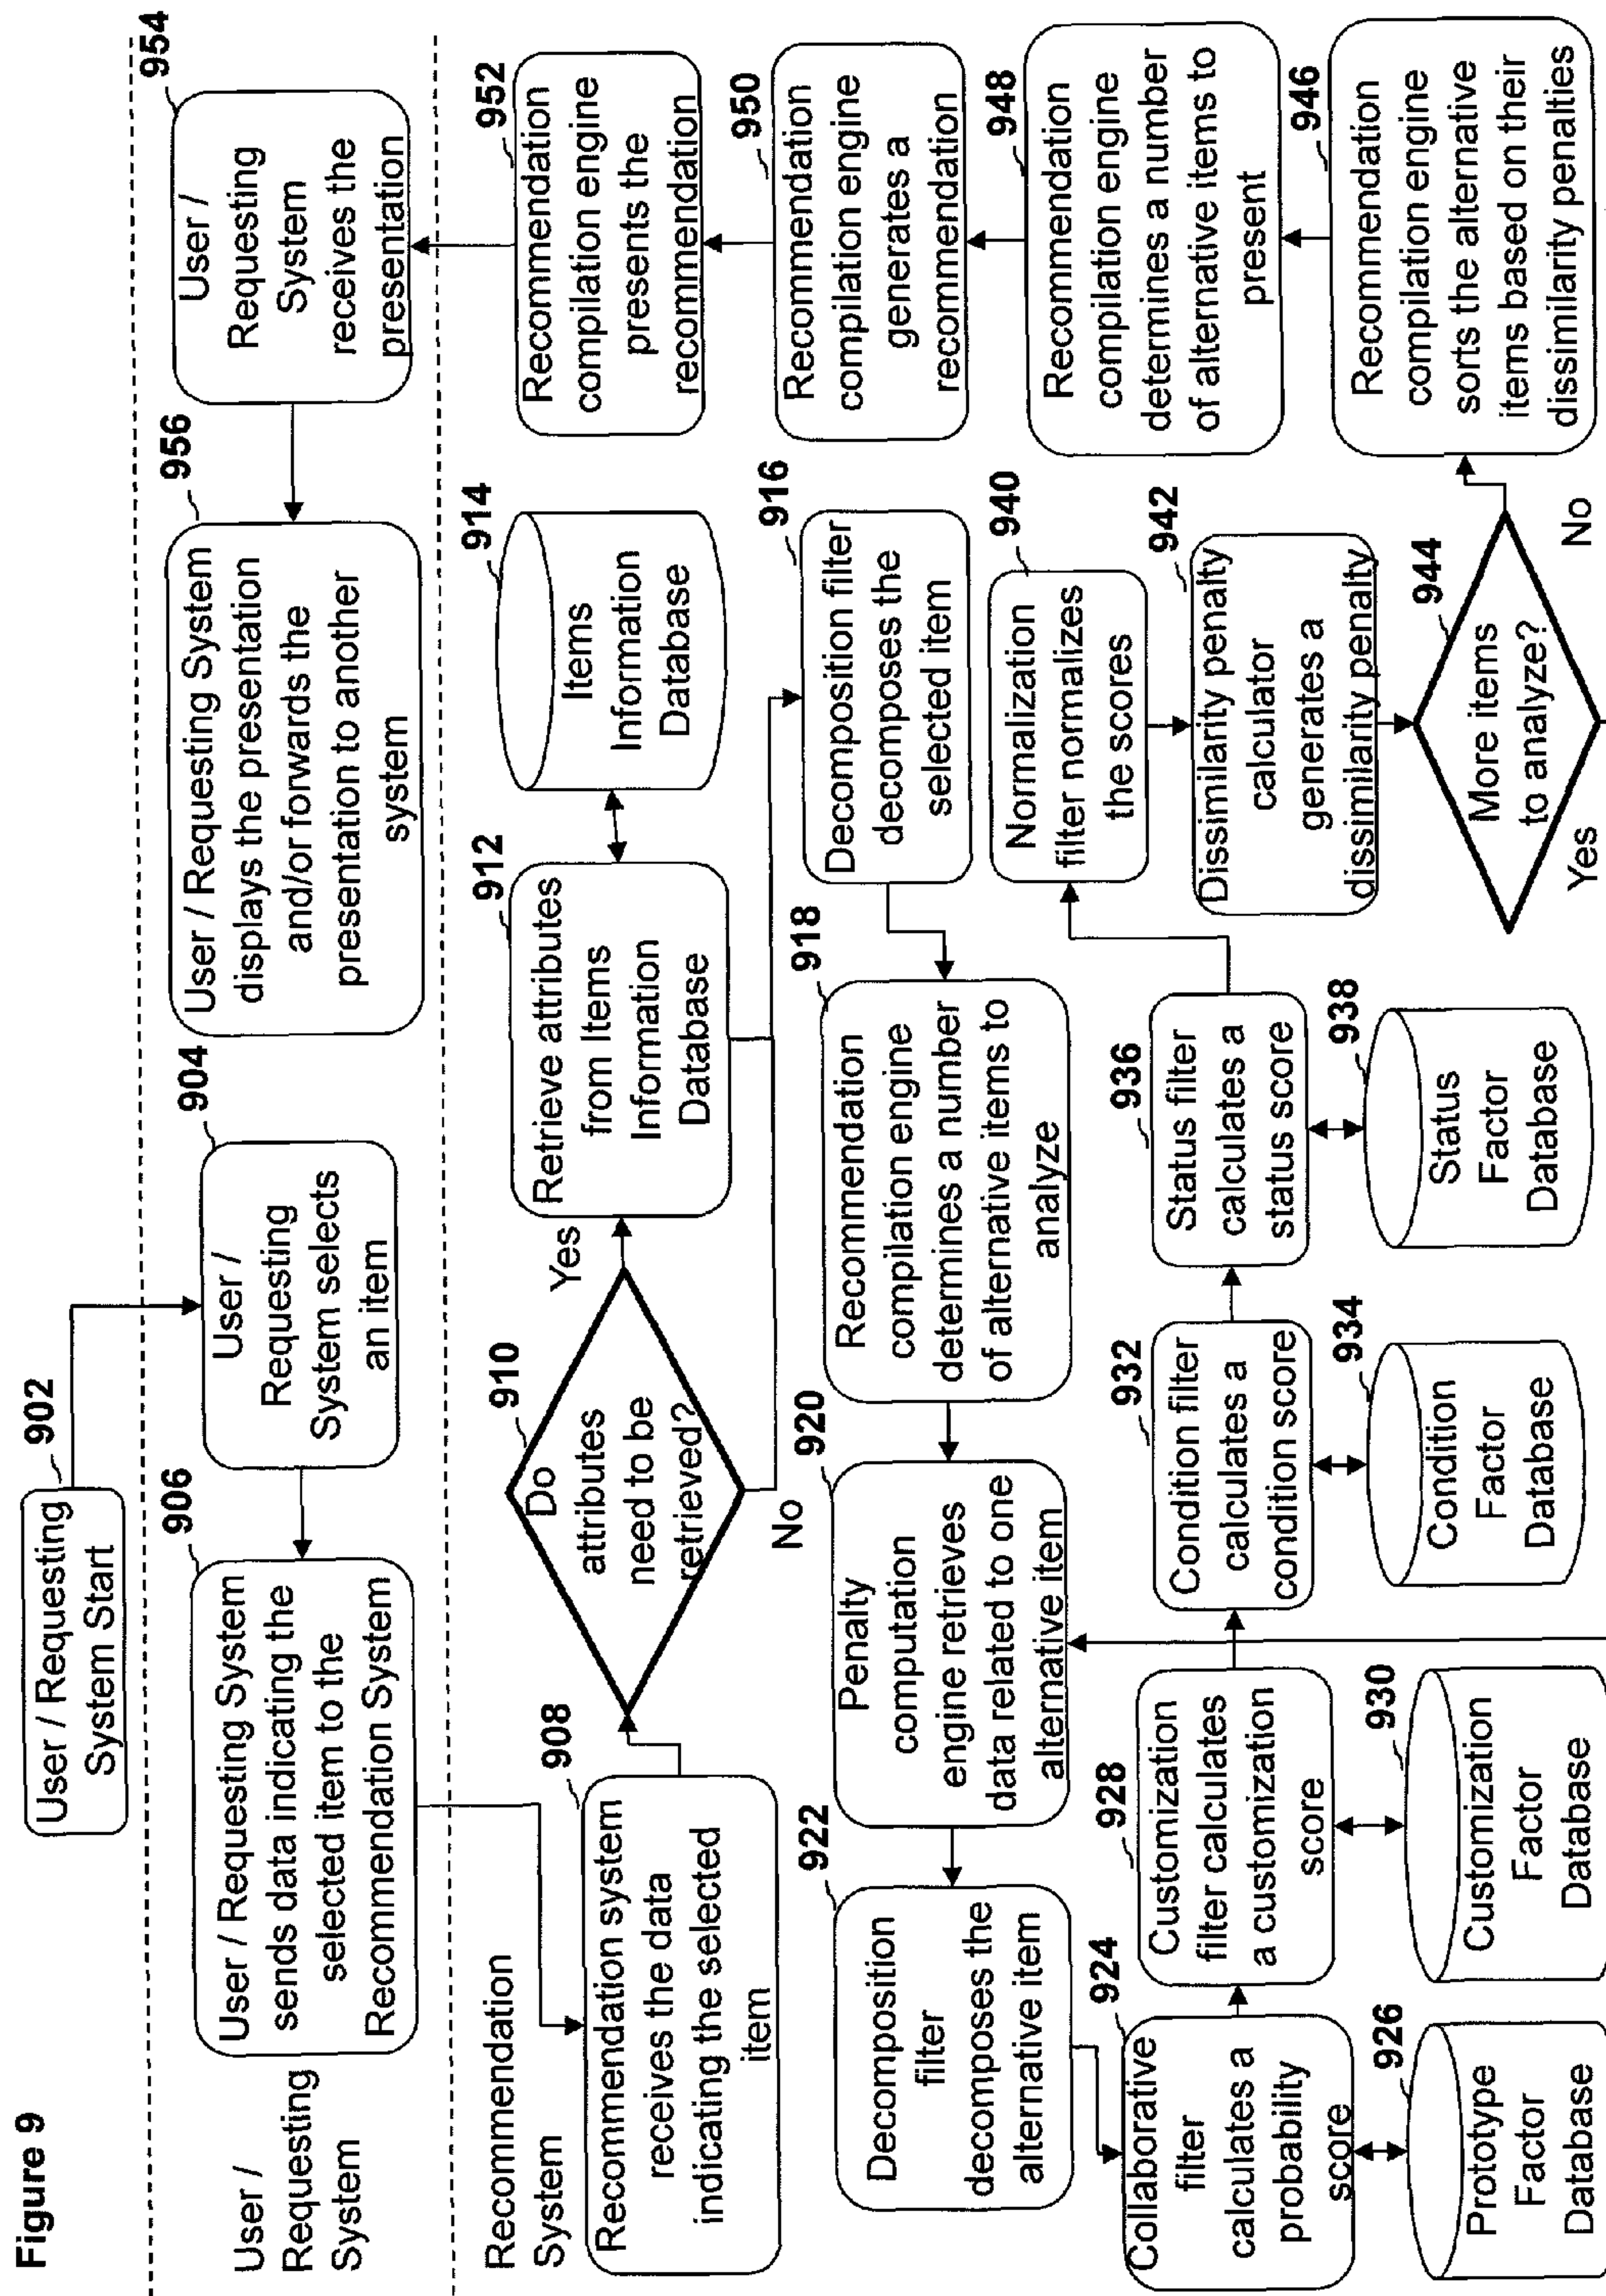 Figure 9
902
User / Requesting
System Start
User /
Requesting
System
906
User / Requesting System
sends data indicating the
selected item to the
Recommendation System
904
User /
Requesting
System selects
an item
956
User / Requesting System
displays the presentation
and/or forwards the
presentation to another
system
954
User /
Requesting
System
receives the
presentation
Recommendation
System
908
Recommendation system
receives the data
indicating the selected
item
910
Do
attributes
need to be
retrieved?
Yes
No
912
Retrieve attributes
from Items
Information
Database
914
Items
Information
Database
916
Decomposition filter
decomposes the
selected item
918
Recommendation
compilation engine
determines a number
of alternative items to
analyze
920
Penalty
computation
engine retrieves
data related to one
alternative item
922
Decomposition
filter
decomposes the
alternative item
924
Collaborative
filter
calculates a
probability
score
926
Prototype
Factor
Database
928
Customization
filter calculates
a customization
score
930
Customization
Factor
Database
932
Condition filter
calculates a
condition score
934
Condition
Factor
Database
936
Status filter
calculates a
status score
938
Status
Factor
Database
940
Normalization
filter normalizes
the scores
942
Dissimilarity penalty
calculator
generates a
dissimilarity penalty
944
More items
to analyze?
Yes
No
946
Recommendation
compilation engine
sorts the alternative
items based on their
dissimilarity penalties
948
Recommendation
compilation engine
determines a number
of alternative items to
present
950
Recommendation
compilation engine
generates a
recommendation
952
Recommendation
compilation engine
presents the
recommendation